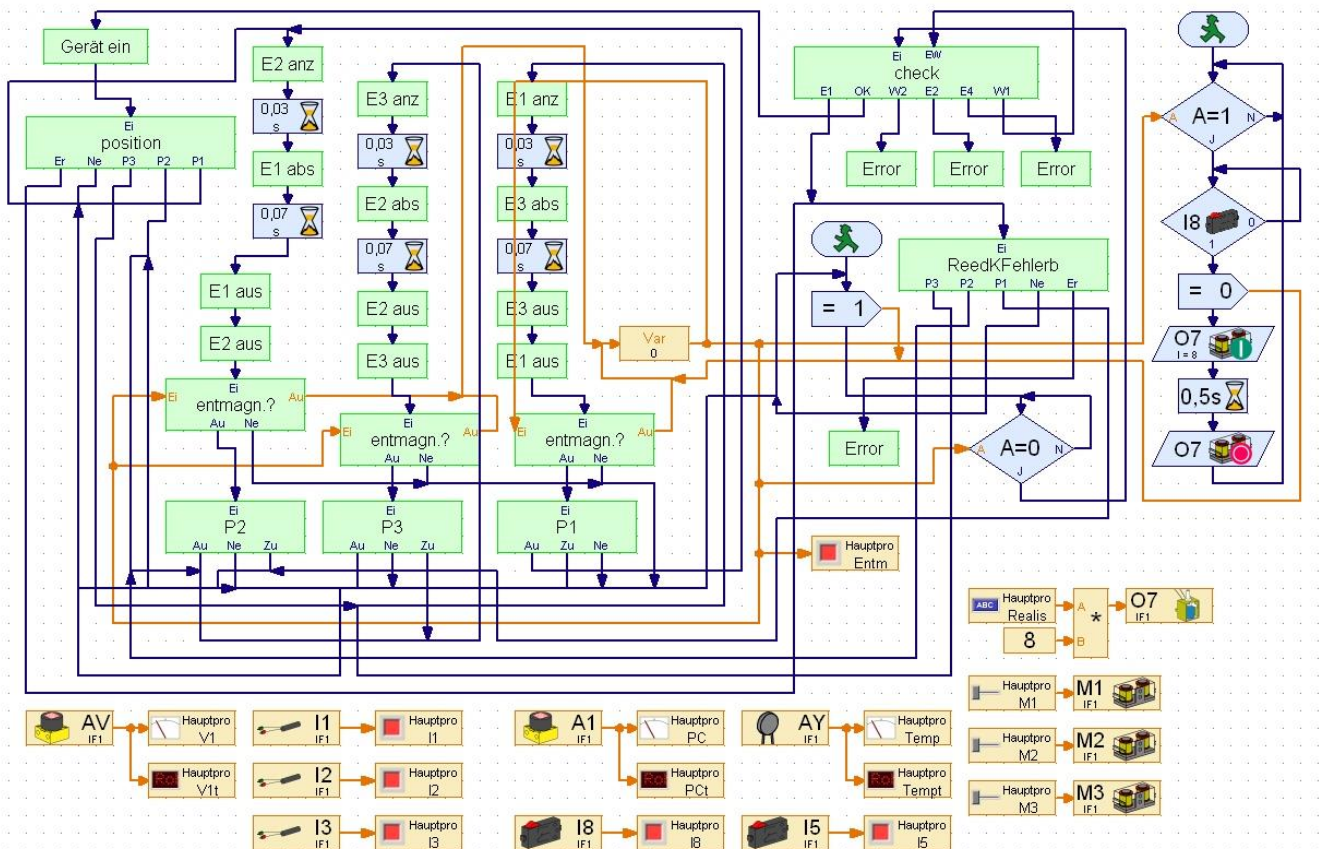 Gerät ein
Ei
position
Er Ne P3 P2 P1
E2 anz
0,03
s
E1 abs
0,07
s
E1 aus
E2 aus
Ei
Ei Au
entmagn.?
Au Ne
Ei
P2
Au Ne Zu
E3 anz
0,03
s
E2 abs
0,07
s
E2 aus
E3 aus
Ei
Ei Au
entmagn.?
Au Ne
Ei
P3
Au Ne Zu
E1 anz
0,03
s
E3 abs
0,07
s
E3 aus
E1 aus
Ei
Ei Au
entmagn.?
Au Ne
Ei
P1
Au Zu Ne
Var
0
Ei EW
check
E1 OK W2 E2 E4 W1
Error
Error
Error
= 1
Ei
ReedKFehlerb
P3 P2 P1 Ne Er
Error
A A=0 N
J
Hauptpro
Entm
A A=1 N
J
I8 0
1
= 0
O7
I = 8
0,5s
O7
ABC Hauptpro
Realis
8
A
B
*
O7
IF1
Hauptpro
M1
M1
IF1
Hauptpro
M2
M2
IF1
Hauptpro
M3
M3
IF1
AV
IF1
Hauptpro
V1
Hauptpro
V1t
I1
IF1
Hauptpro
I1
I2
IF1
Hauptpro
I2
I3
IF1
Hauptpro
I3
A1
IF1
Hauptpro
PC
Hauptpro
PCt
I8
IF1
Hauptpro
I8
AY
IF1
Hauptpro
Temp
Hauptpro
Tempt
I5
IF1
Hauptpro
I5